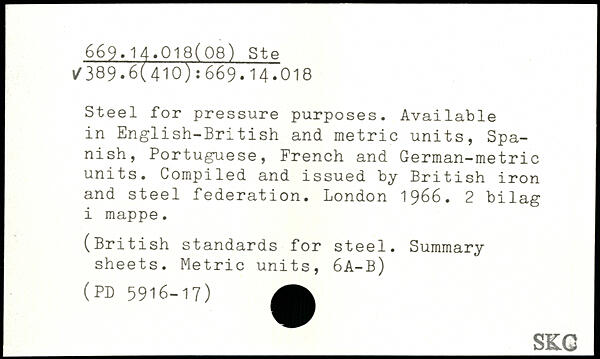 669.14.018(08) Ste
✓389.6(410):669.14.018
Steel for pressure purposes. Available
in English-British and metric units, Spa-
nish, Portuguese, French and German-metric
units. Compiled and issued by British iron
and steel federation. London 1966. 2 bilag
i mappe.
(British standards for steel. Summary
sheets. Metric units, 6A-B)
(PD 5916-17)
SKC